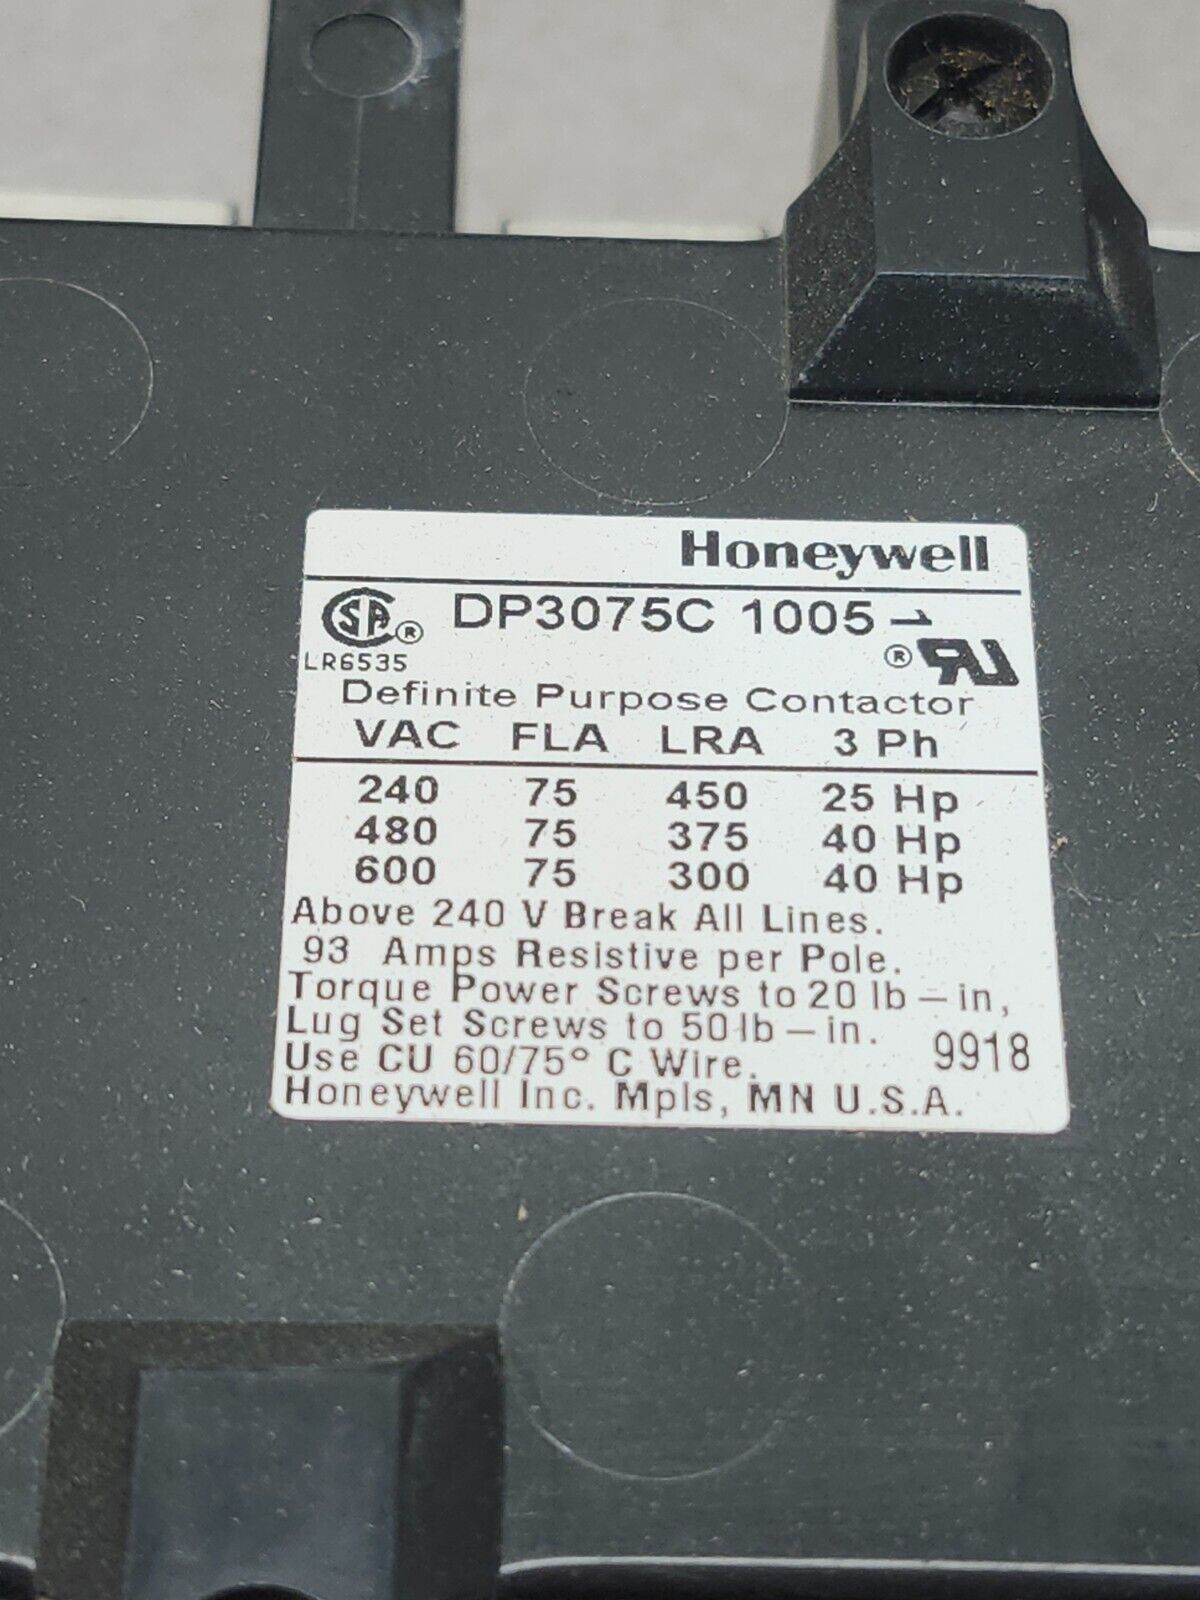 Honeywell
DP3075C 1005-1
LR6535
Definite Purpose Contactor
VAC FLA LRA 3 Ph
240 75 450 25 Hp
480 75 375 40 Hp
600 75 300 40 Hp
Above 240 V Break All Lines.
93 Amps Resistive per Pole.
Torque Power Screws to 20 lb-in,
Lug Set Screws to 50 lb-in.
Use CU 60/75° C Wire.
9918
Honeywell Inc. Mpls, MN U.S.A.